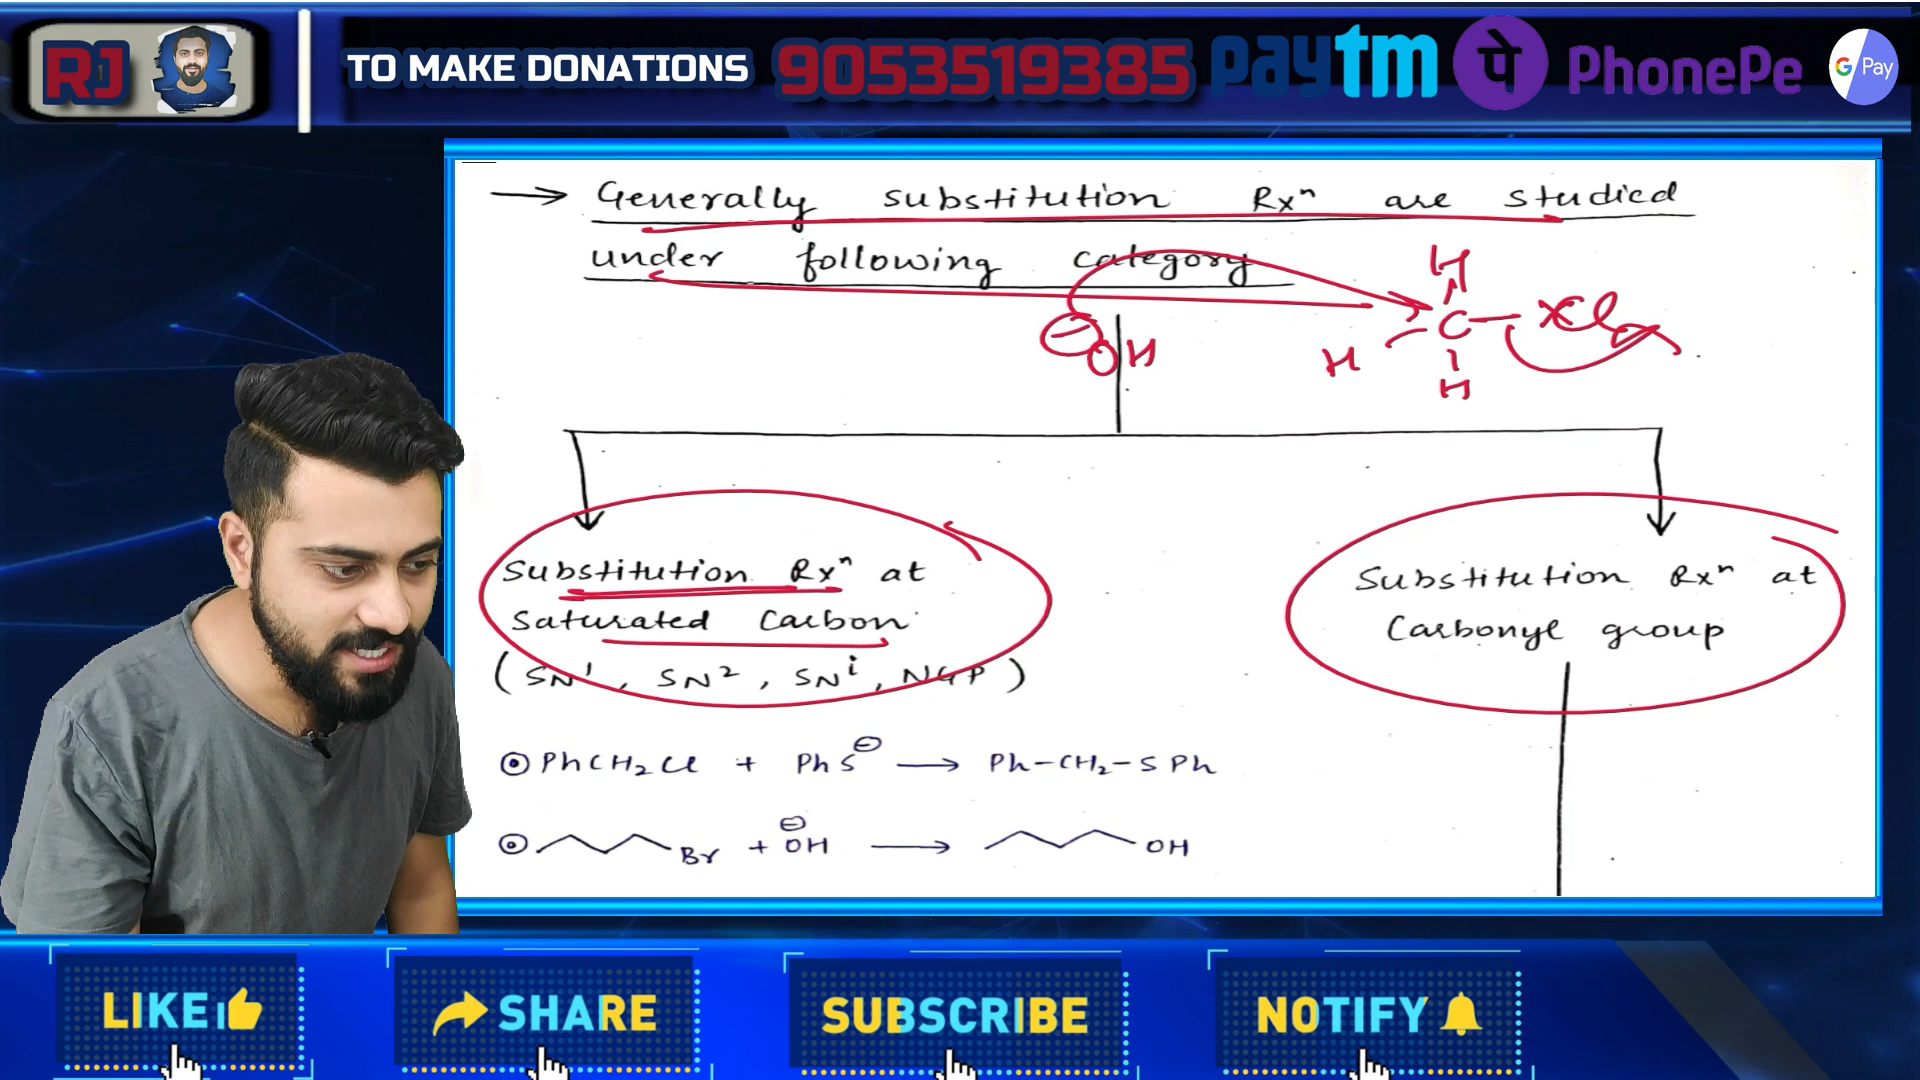 RJ
TO MAKE DONATIONS 9053519385 paytm पे PhonePe G Pay
→ Generally substitution Rxⁿ are studied
under following category
H
⊖OH
H C Cl
H
Substitution Rxⁿ at
Saturated Carbon
(SN¹, SN², SNⁱ, NGP)
Substitution Rxⁿ at
Carbonyl group
⊙ PhCH₂Cl + PhS⊖ → Ph-CH₂-SPh
⊙ Br + ⊖OH → OH
LIKE SHARE SUBSCRIBE NOTIFY